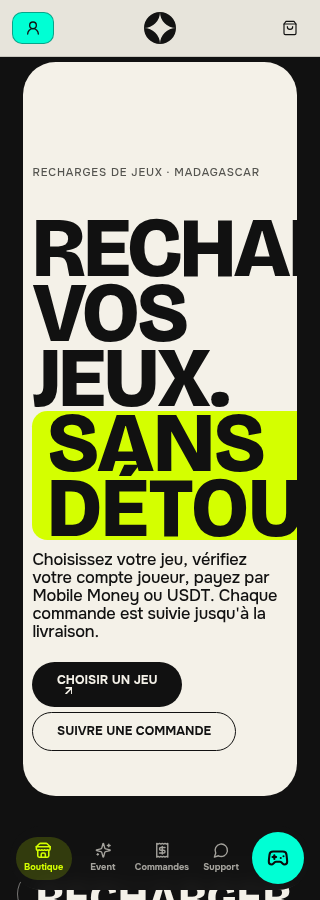 RECHARGES DE JEUX · MADAGASCAR
RECHA
VOS
JEUX.
SANS
DÉTOU
Choisissez votre jeu, vérifiez
votre compte joueur, payez par
Mobile Money ou USDT. Chaque
commande est suivie jusqu'à la
livraison.
CHOISIR UN JEU
SUIVRE UNE COMMANDE
Boutique
Event
Commandes
Support
RECHARGER